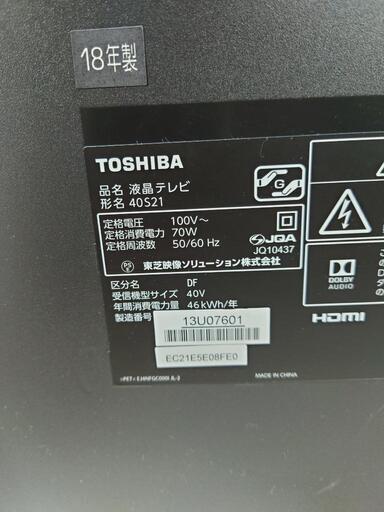 18年製
TOSHIBA
品名 液晶テレビ
形名 40S21
定格電圧 100V～
定格消費電力 70W
定格周波数 50/60 Hz
JQA
JQ10437
PS
E
東芝映像ソリューション株式会社
区分名 DF
受信機型サイズ 40V
年間消費電力量 46 kWh/年
製造番号
13U07601
EC21E5E08FE0
DOLBY
AUDIO
HDMI
MADE IN CHINA